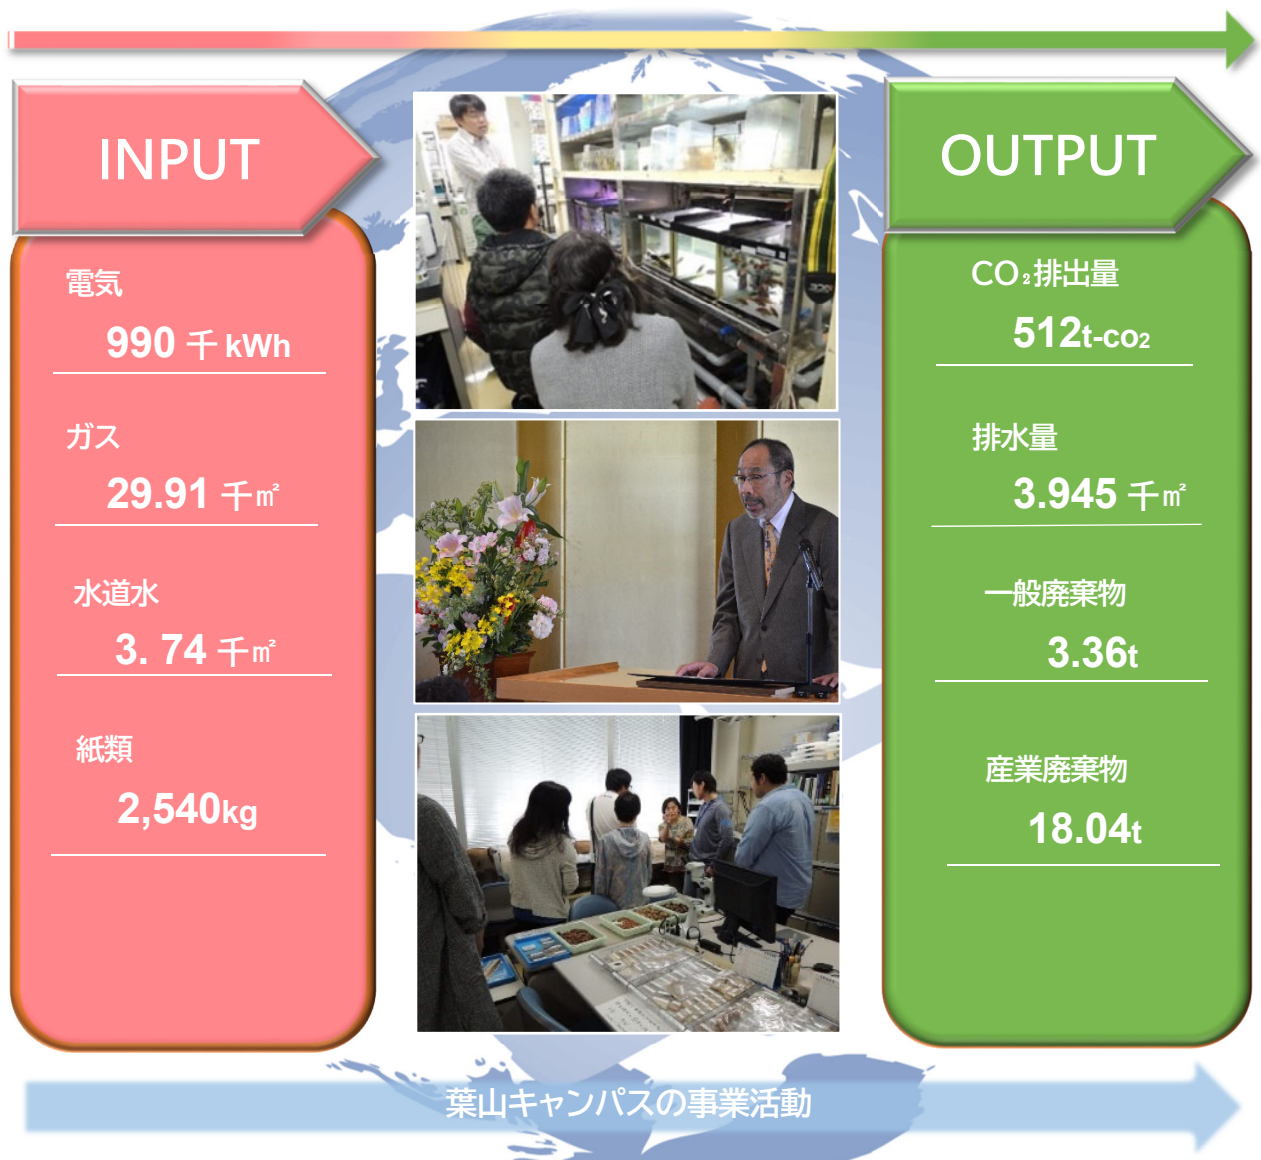 INPUT
電気
990 千 kWh
ガス
29.91 千㎥
水道水
3. 74 千㎥
紙類
2,540kg
OUTPUT
CO₂排出量
512t-co₂
排水量
3.945 千㎥
一般廃棄物
3.36t
産業廃棄物
18.04t
葉山キャンパスの事業活動